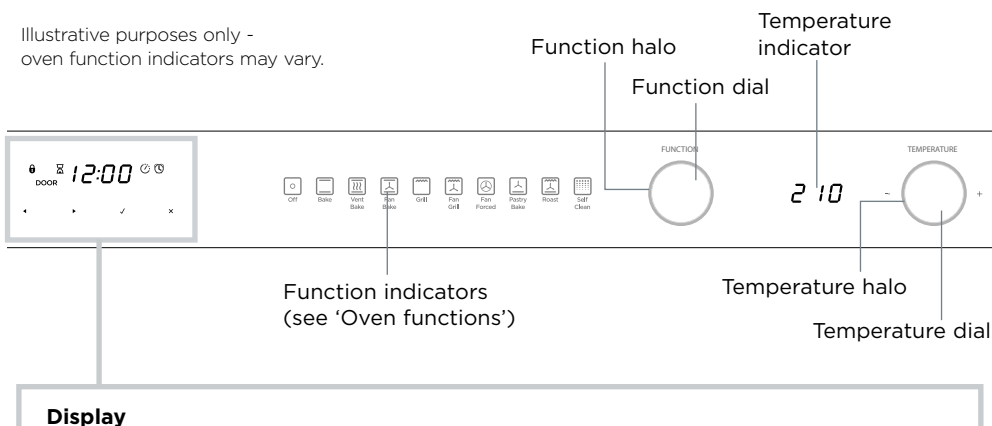 Illustrative purposes only -
oven function indicators may vary.
Function halo
Function dial
Temperature
indicator
DOOR
12:00
Off
Bake
Vent
Bake
Fan
Bake
Grill
Fan
Grill
Fan
Forced
Pastry
Bake
Roast
Self
Clean
FUNCTION
210
TEMPERATURE
–
+
Function indicators
(see ‘Oven functions’)
Temperature halo
Temperature dial
Display